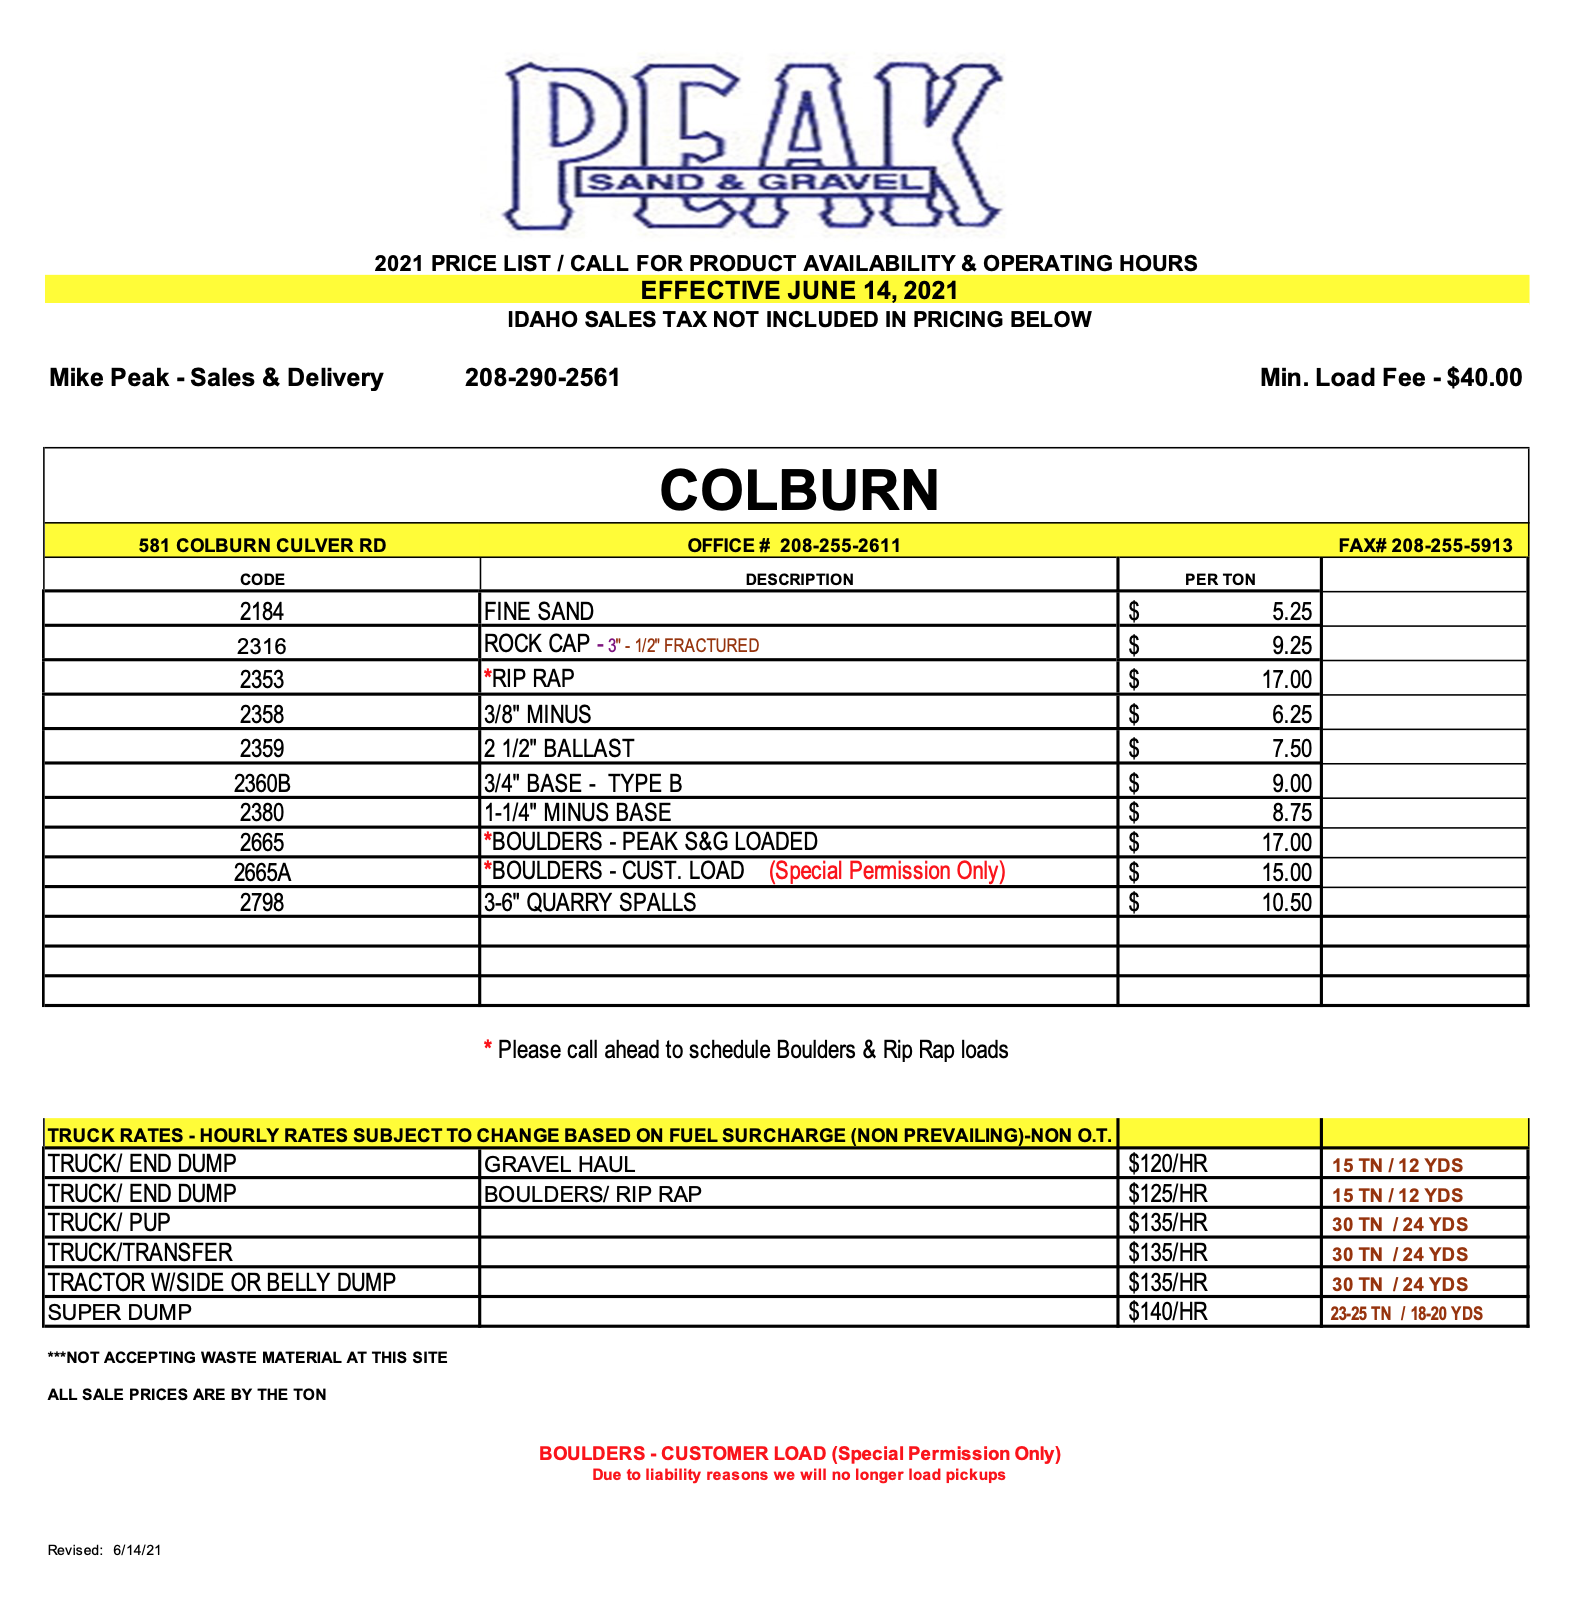 PEAK
SAND & GRAVEL
2021 PRICE LIST / CALL FOR PRODUCT AVAILABILITY & OPERATING HOURS
EFFECTIVE JUNE 14, 2021
IDAHO SALES TAX NOT INCLUDED IN PRICING BELOW
Mike Peak - Sales & Delivery 208-290-2561 Min. Load Fee - $40.00
COLBURN
581 COLBURN CULVER RD OFFICE # 208-255-2611 FAX# 208-255-5913
CODE DESCRIPTION PER TON
2184 FINE SAND $ 5.25
2316 ROCK CAP - 3" - 1/2" FRACTURED $ 9.25
2353 *RIP RAP $ 17.00
2358 3/8" MINUS $ 6.25
2359 2 1/2" BALLAST $ 7.50
2360B 3/4" BASE - TYPE B $ 9.00
2380 1-1/4" MINUS BASE $ 8.75
2665 *BOULDERS - PEAK S&G LOADED $ 17.00
2665A *BOULDERS - CUST. LOAD (Special Permission Only) $ 15.00
2798 3-6" QUARRY SPALLS $ 10.50
* Please call ahead to schedule Boulders & Rip Rap loads
TRUCK RATES - HOURLY RATES SUBJECT TO CHANGE BASED ON FUEL SURCHARGE (NON PREVAILING)-NON O.T.
TRUCK/ END DUMP GRAVEL HAUL $120/HR 15 TN / 12 YDS
TRUCK/ END DUMP BOULDERS/ RIP RAP $125/HR 15 TN / 12 YDS
TRUCK/ PUP $135/HR 30 TN / 24 YDS
TRUCK/TRANSFER $135/HR 30 TN / 24 YDS
TRACTOR W/SIDE OR BELLY DUMP $135/HR 30 TN / 24 YDS
SUPER DUMP $140/HR 23-25 TN / 18-20 YDS
***NOT ACCEPTING WASTE MATERIAL AT THIS SITE
ALL SALE PRICES ARE BY THE TON
BOULDERS - CUSTOMER LOAD (Special Permission Only)
Due to liability reasons we will no longer load pickups
Revised: 6/14/21